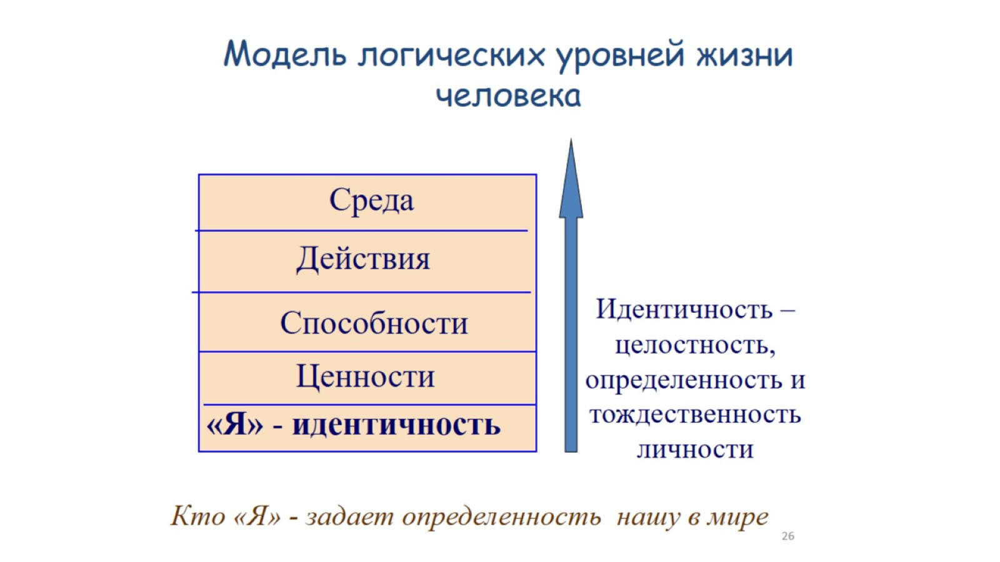 Модель логических уровней жизни
человека
Среда
Действия
Способности
Ценности
«Я» - идентичность
Идентичность –
целостность,
определенность и
тождественность
личности
Кто «Я» - задает определенность нашу в мире
26